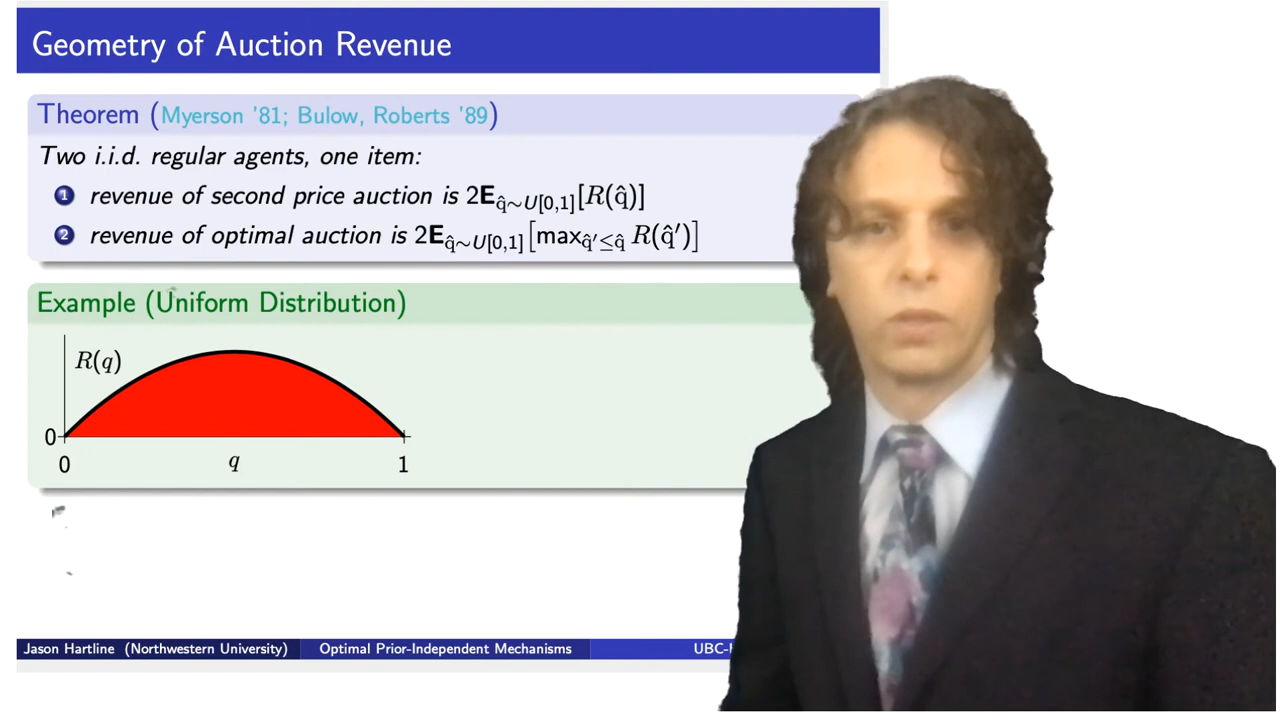 Geometry of Auction Revenue
Theorem (Myerson '81; Bulow, Roberts '89)
Two i.i.d. regular agents, one item:
1 revenue of second price auction is 2E_{q̂∼U[0,1]}[R(q̂)]
2 revenue of optimal auction is 2E_{q̂∼U[0,1]}[max_{q̂′≤q̂} R(q̂′)]
Example (Uniform Distribution)
R(q)
0
0 q 1
Jason Hartline (Northwestern University) Optimal Prior-Independent Mechanisms UBC-